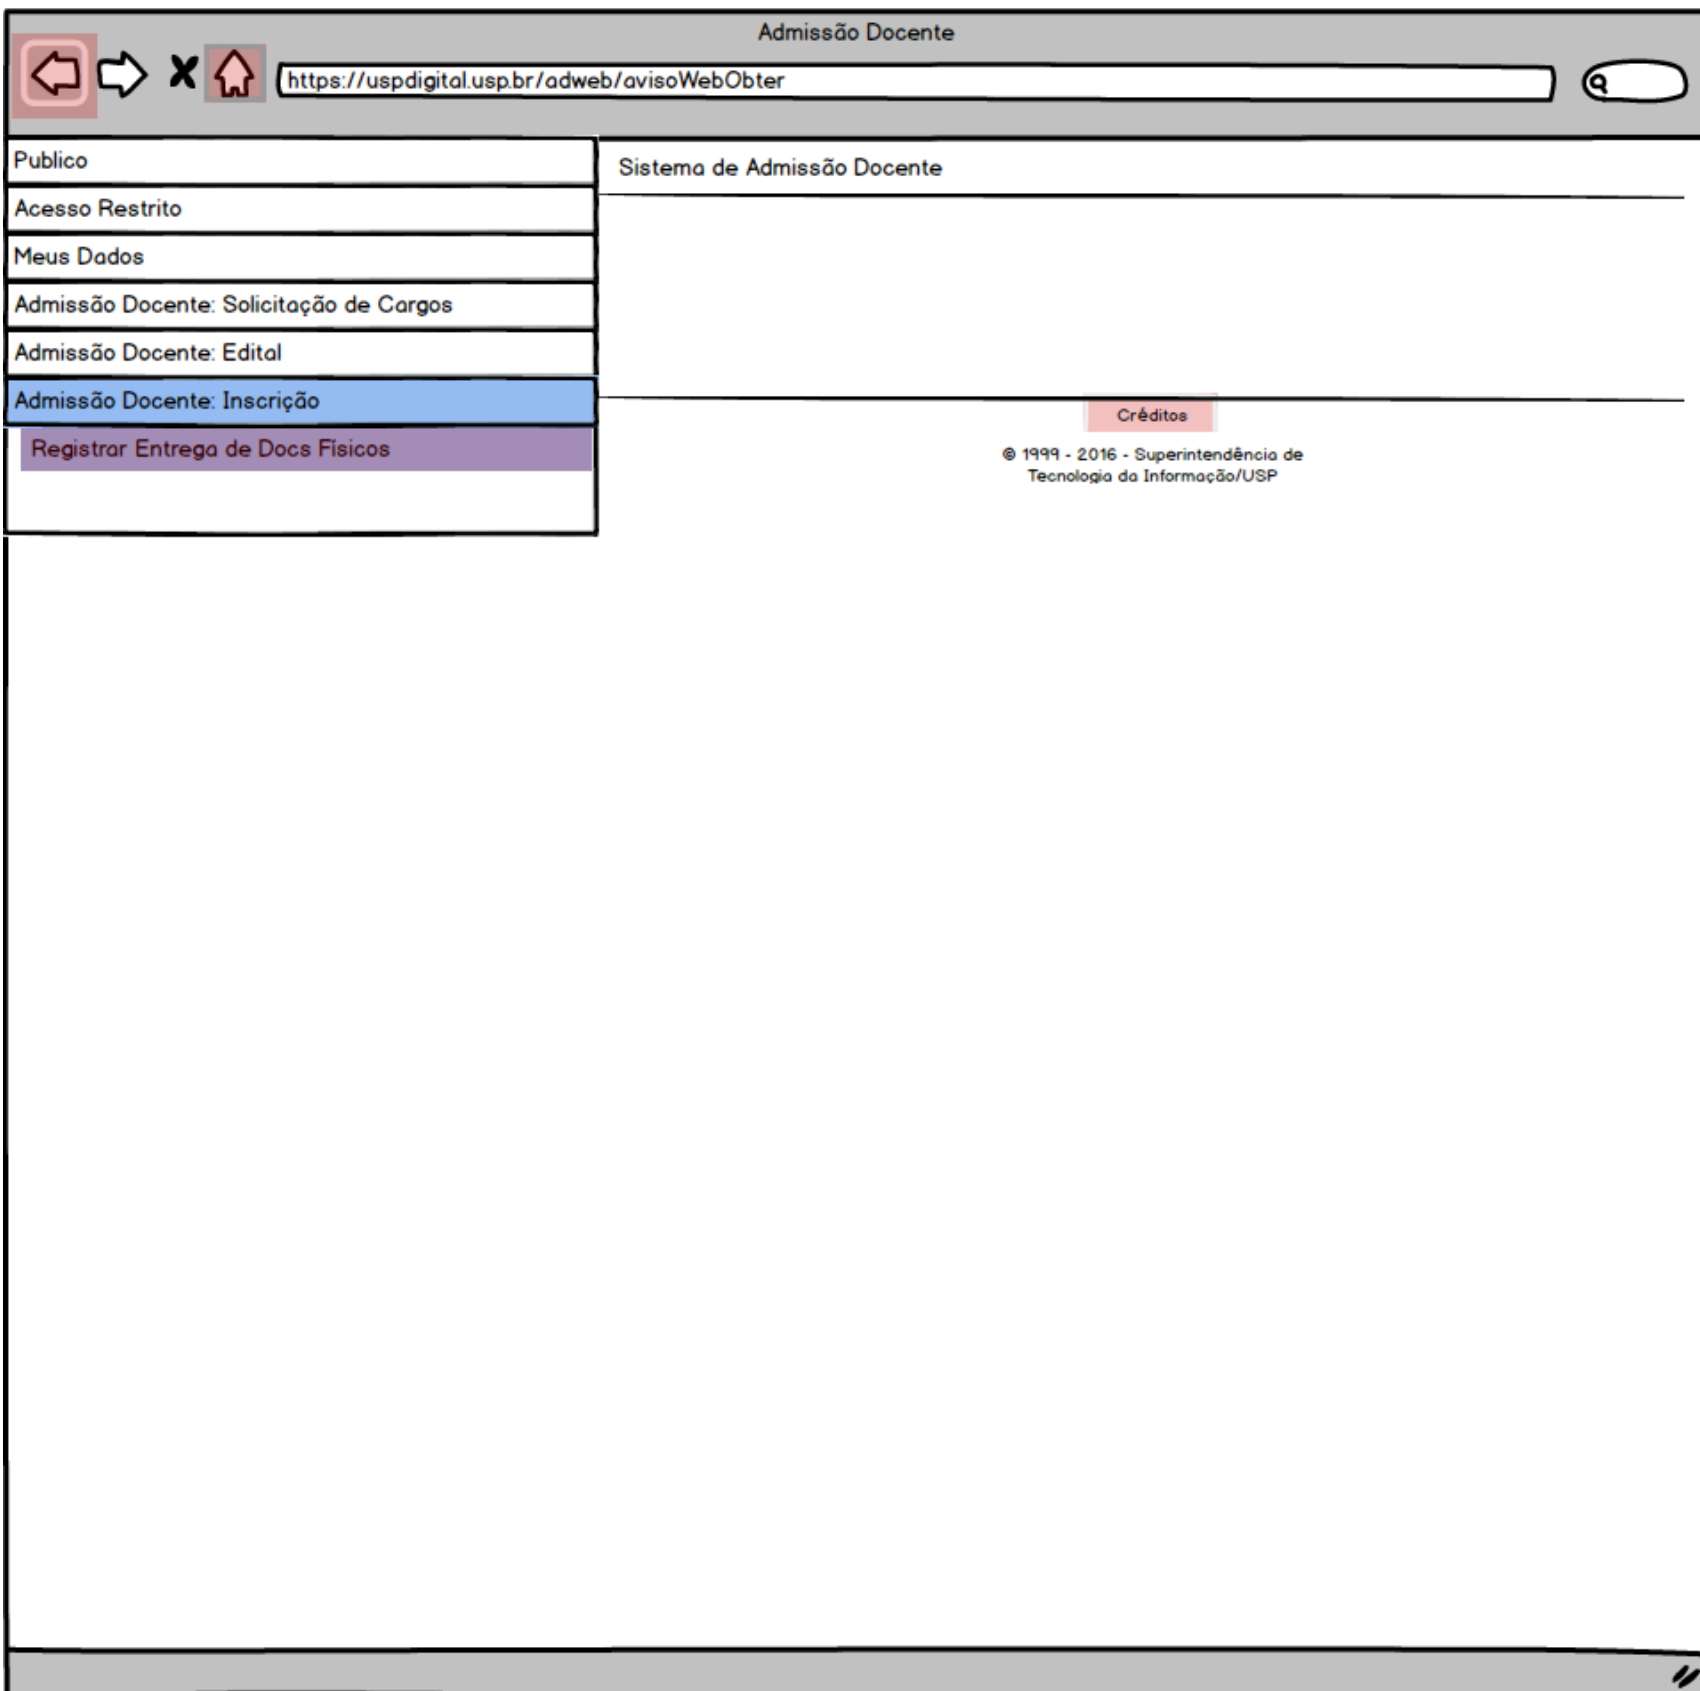 Admissão Docente
https://uspdigital.usp.br/adweb/avisoWebObter
Publico
Acesso Restrito
Meus Dados
Admissão Docente: Solicitação de Cargos
Admissão Docente: Edital
Admissão Docente: Inscrição
Registrar Entrega de Docs Físicos
Sistema de Admissão Docente
Créditos
© 1999 - 2016 - Superintendência de
Tecnologia da Informação/USP